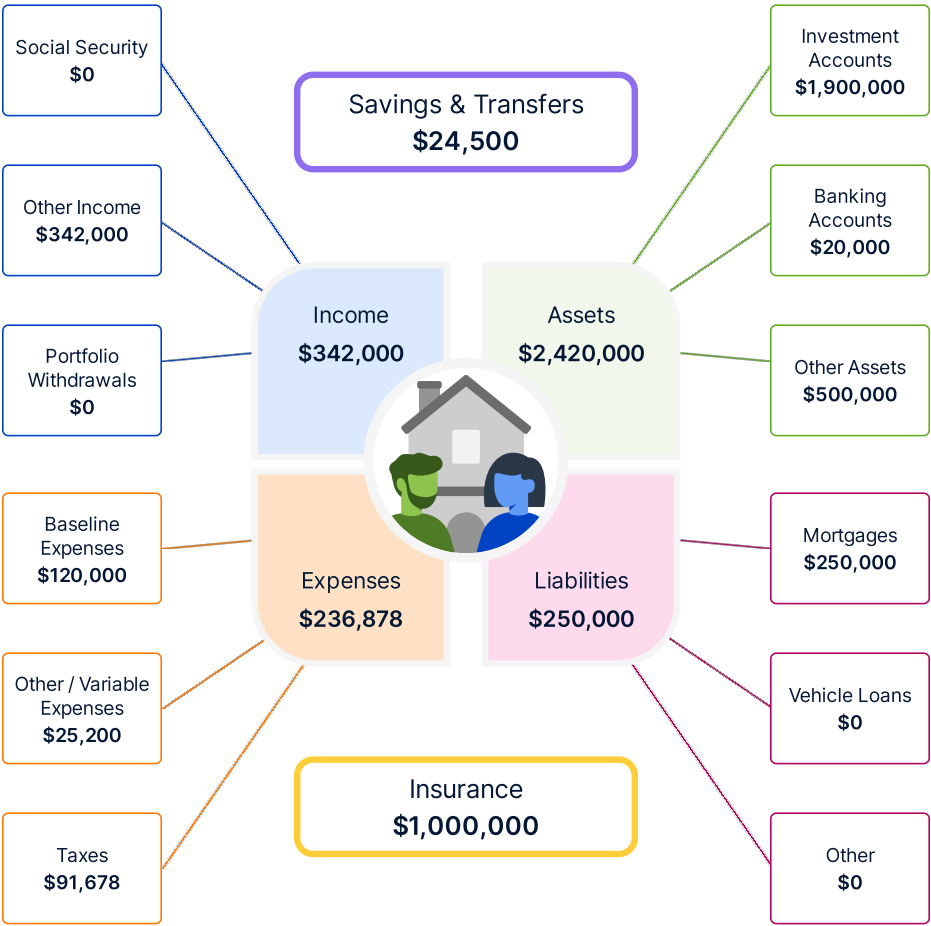 Social Security
$0
Other Income
$342,000
Portfolio
Withdrawals
$0
Savings & Transfers
$24,500
Investment
Accounts
$1,900,000
Banking
Accounts
$20,000
Other Assets
$500,000
Income
$342,000
Assets
$2,420,000
Expenses
$236,878
Liabilities
$250,000
Baseline
Expenses
$120,000
Other / Variable
Expenses
$25,200
Taxes
$91,678
Insurance
$1,000,000
Mortgages
$250,000
Vehicle Loans
$0
Other
$0